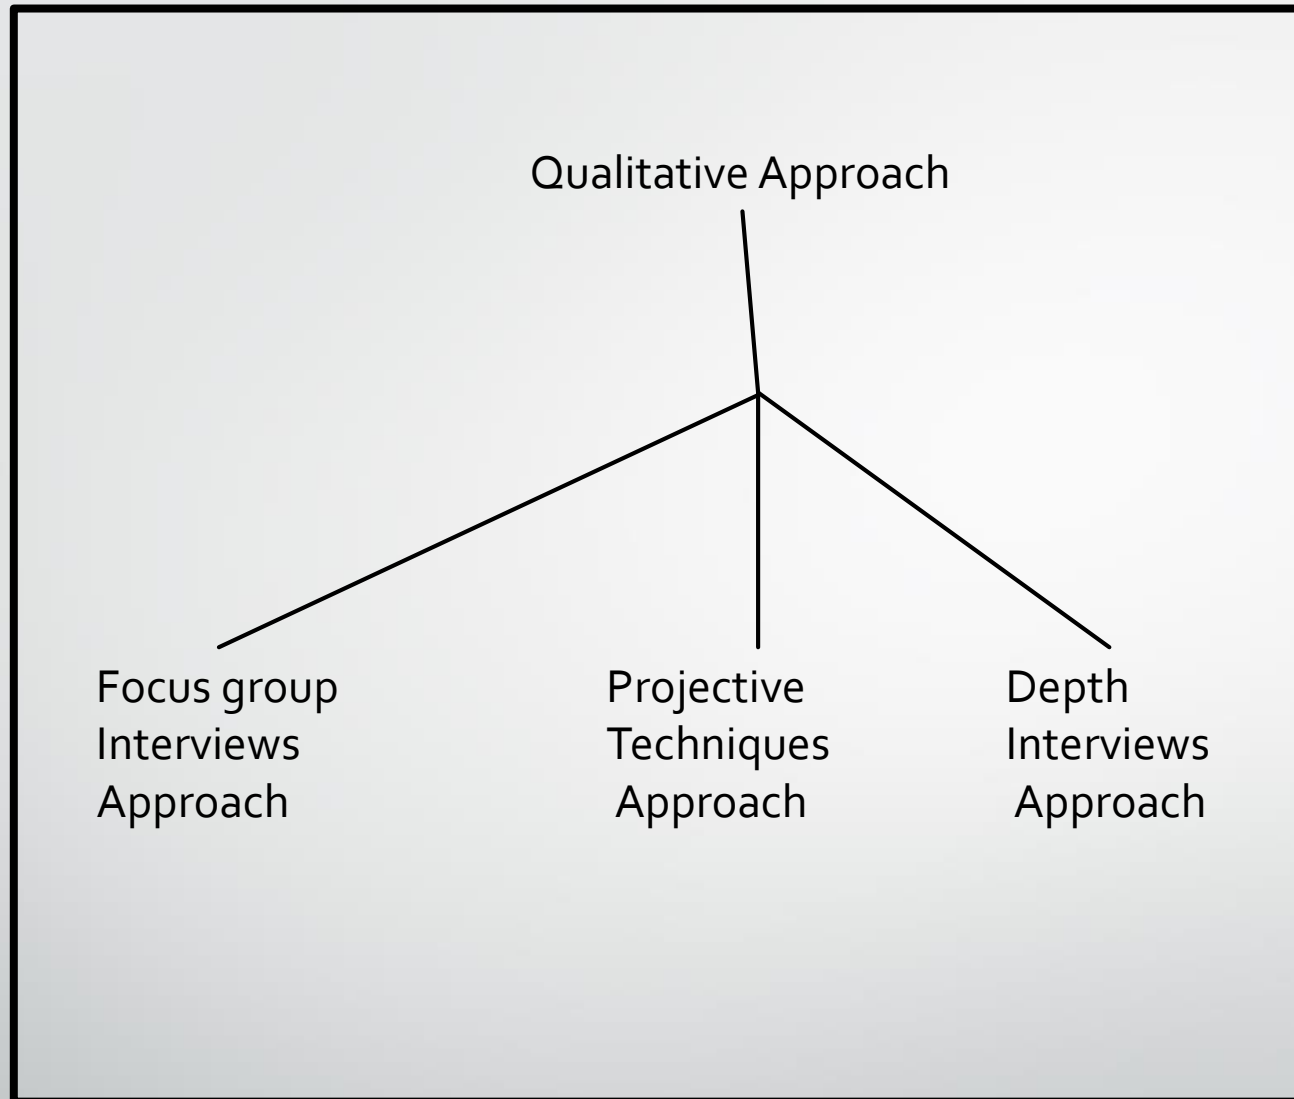 Qualitative Approach
Focus group
Interviews
Approach
Projective
Techniques
Approach
Depth
Interviews
Approach